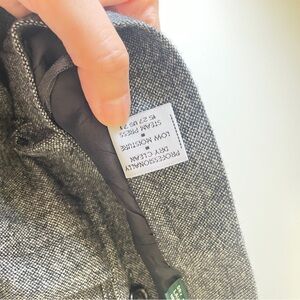 PROFESSIONALLY
DRY CLEAN
▪
LOW MOISTURE
▪
STEAM PRESS